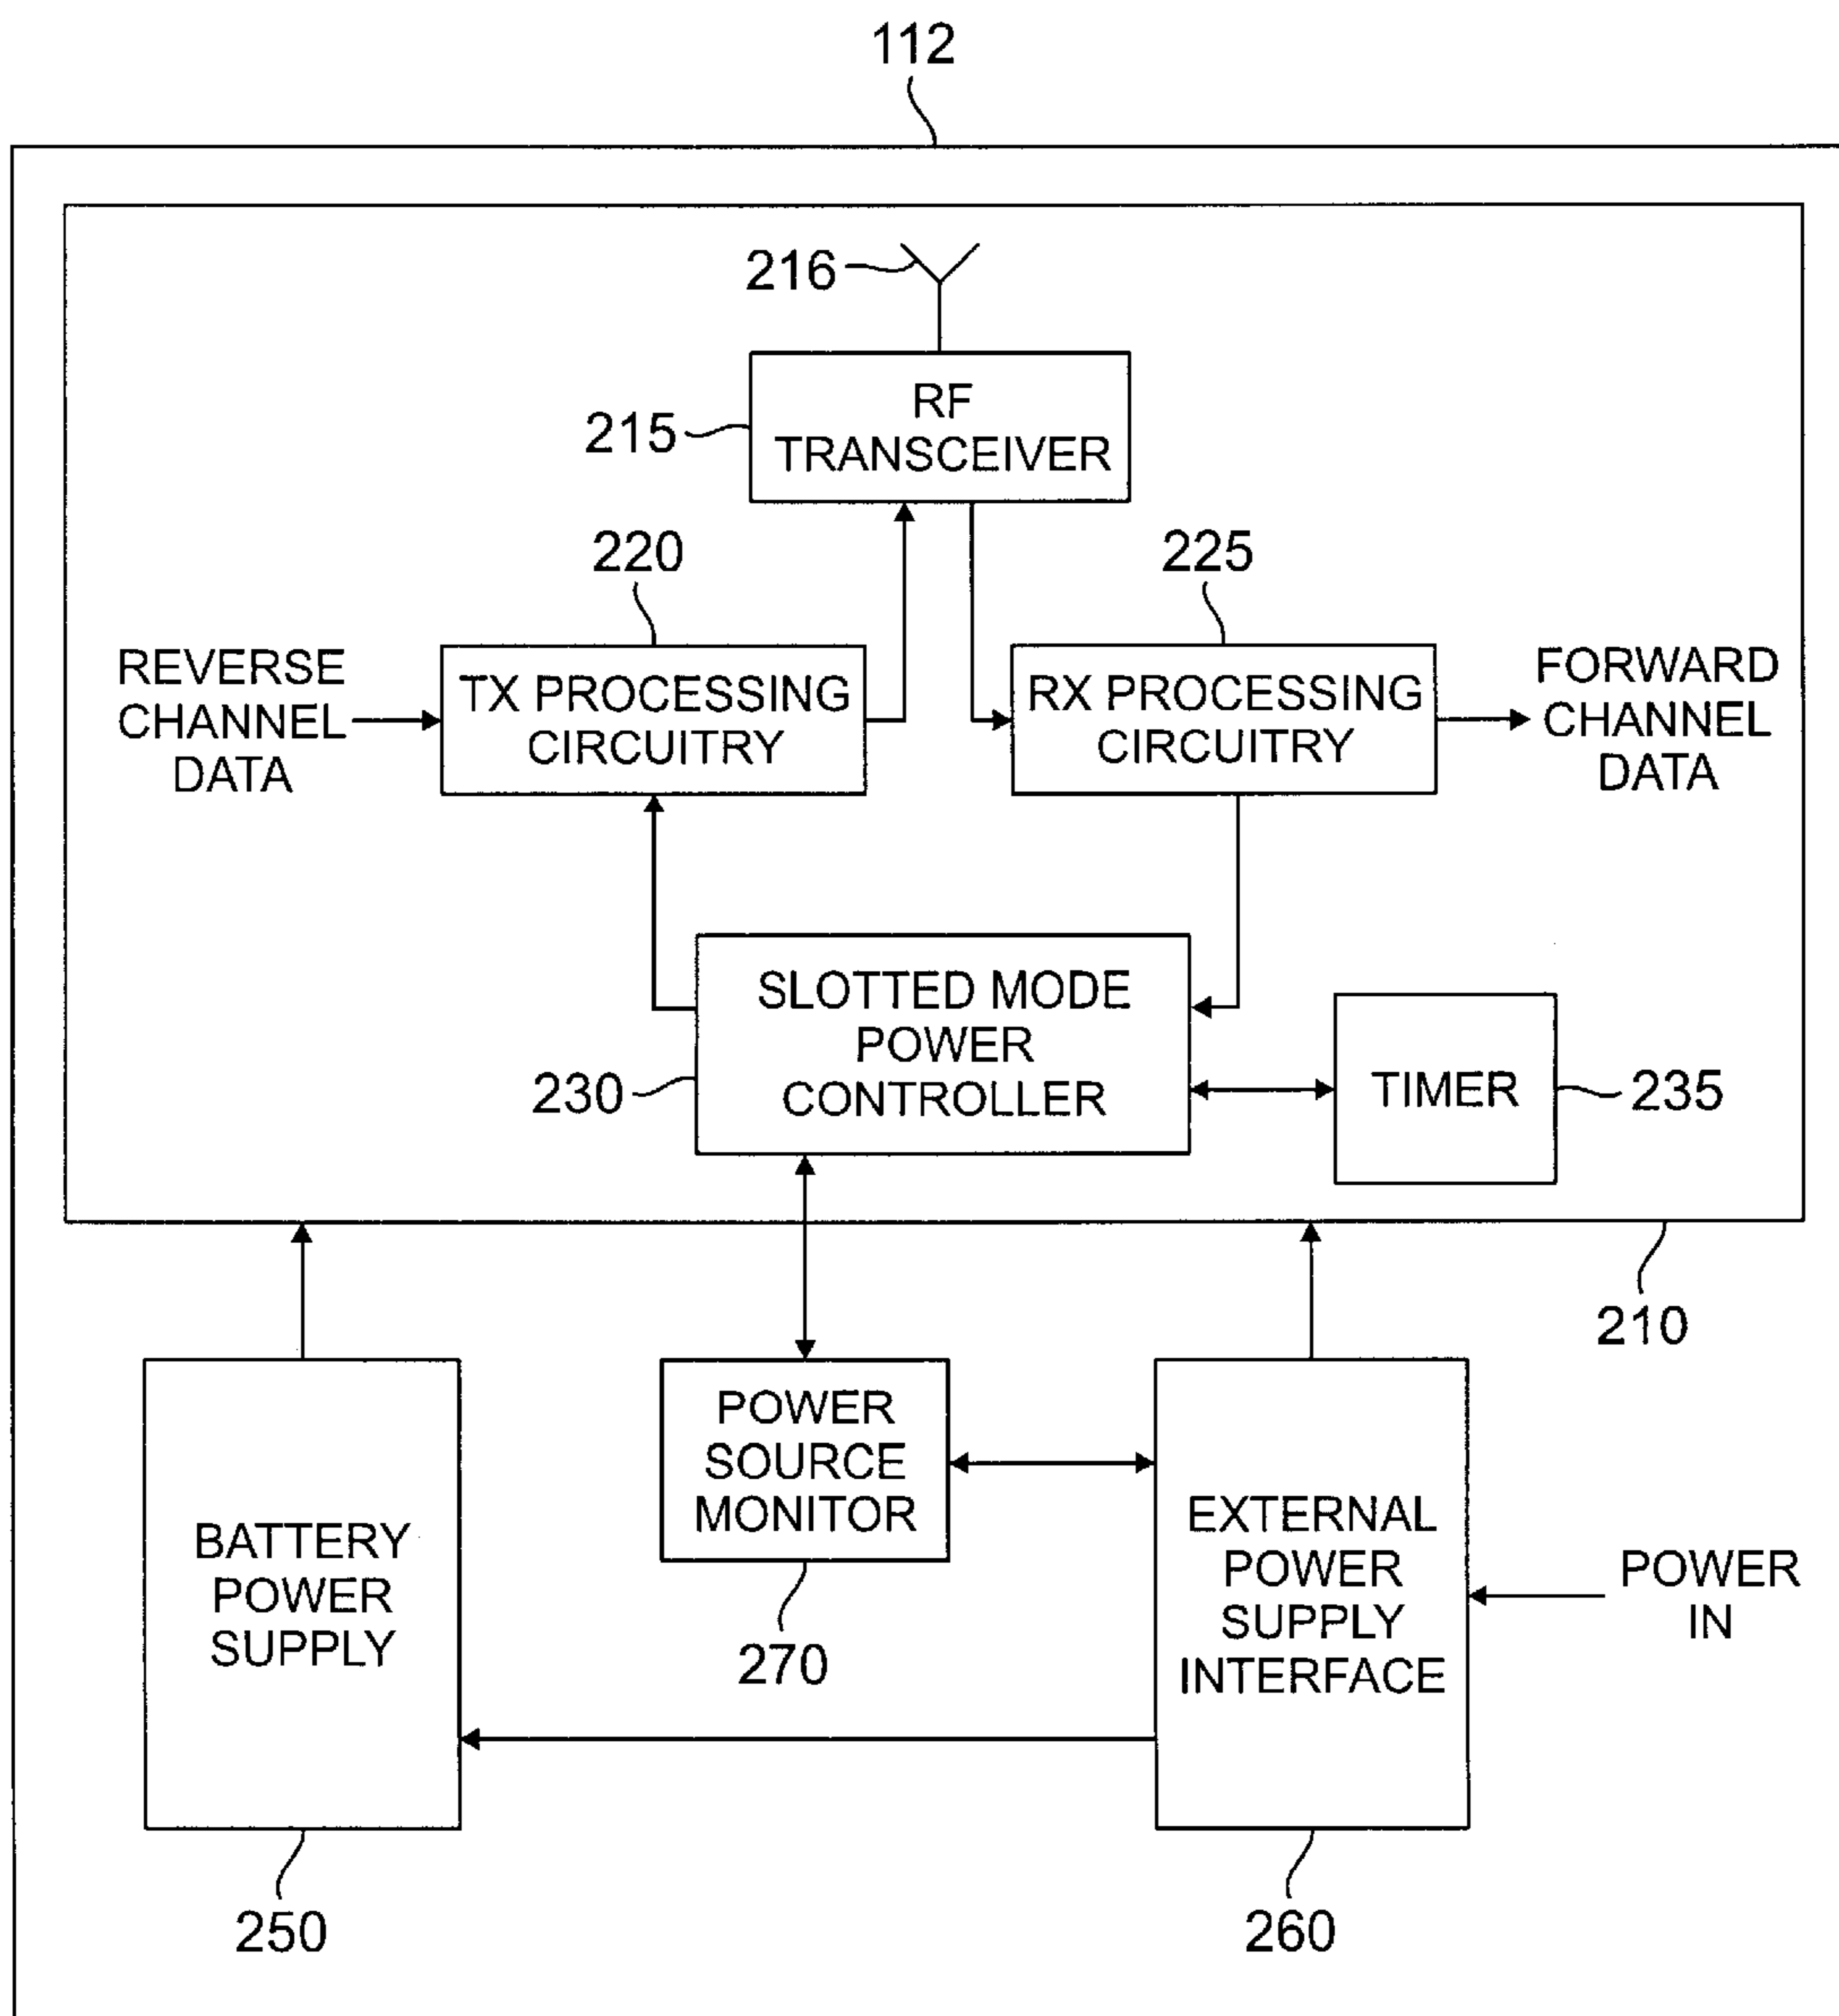 112
216
RF
TRANSCEIVER
215
220
225
REVERSE
CHANNEL
DATA
TX PROCESSING
CIRCUITRY
RX PROCESSING
CIRCUITRY
FORWARD
CHANNEL
DATA
SLOTTED MODE
POWER
CONTROLLER
230
TIMER
235
210
BATTERY
POWER
SUPPLY
POWER
SOURCE
MONITOR
EXTERNAL
POWER
SUPPLY
INTERFACE
POWER
IN
270
250
260